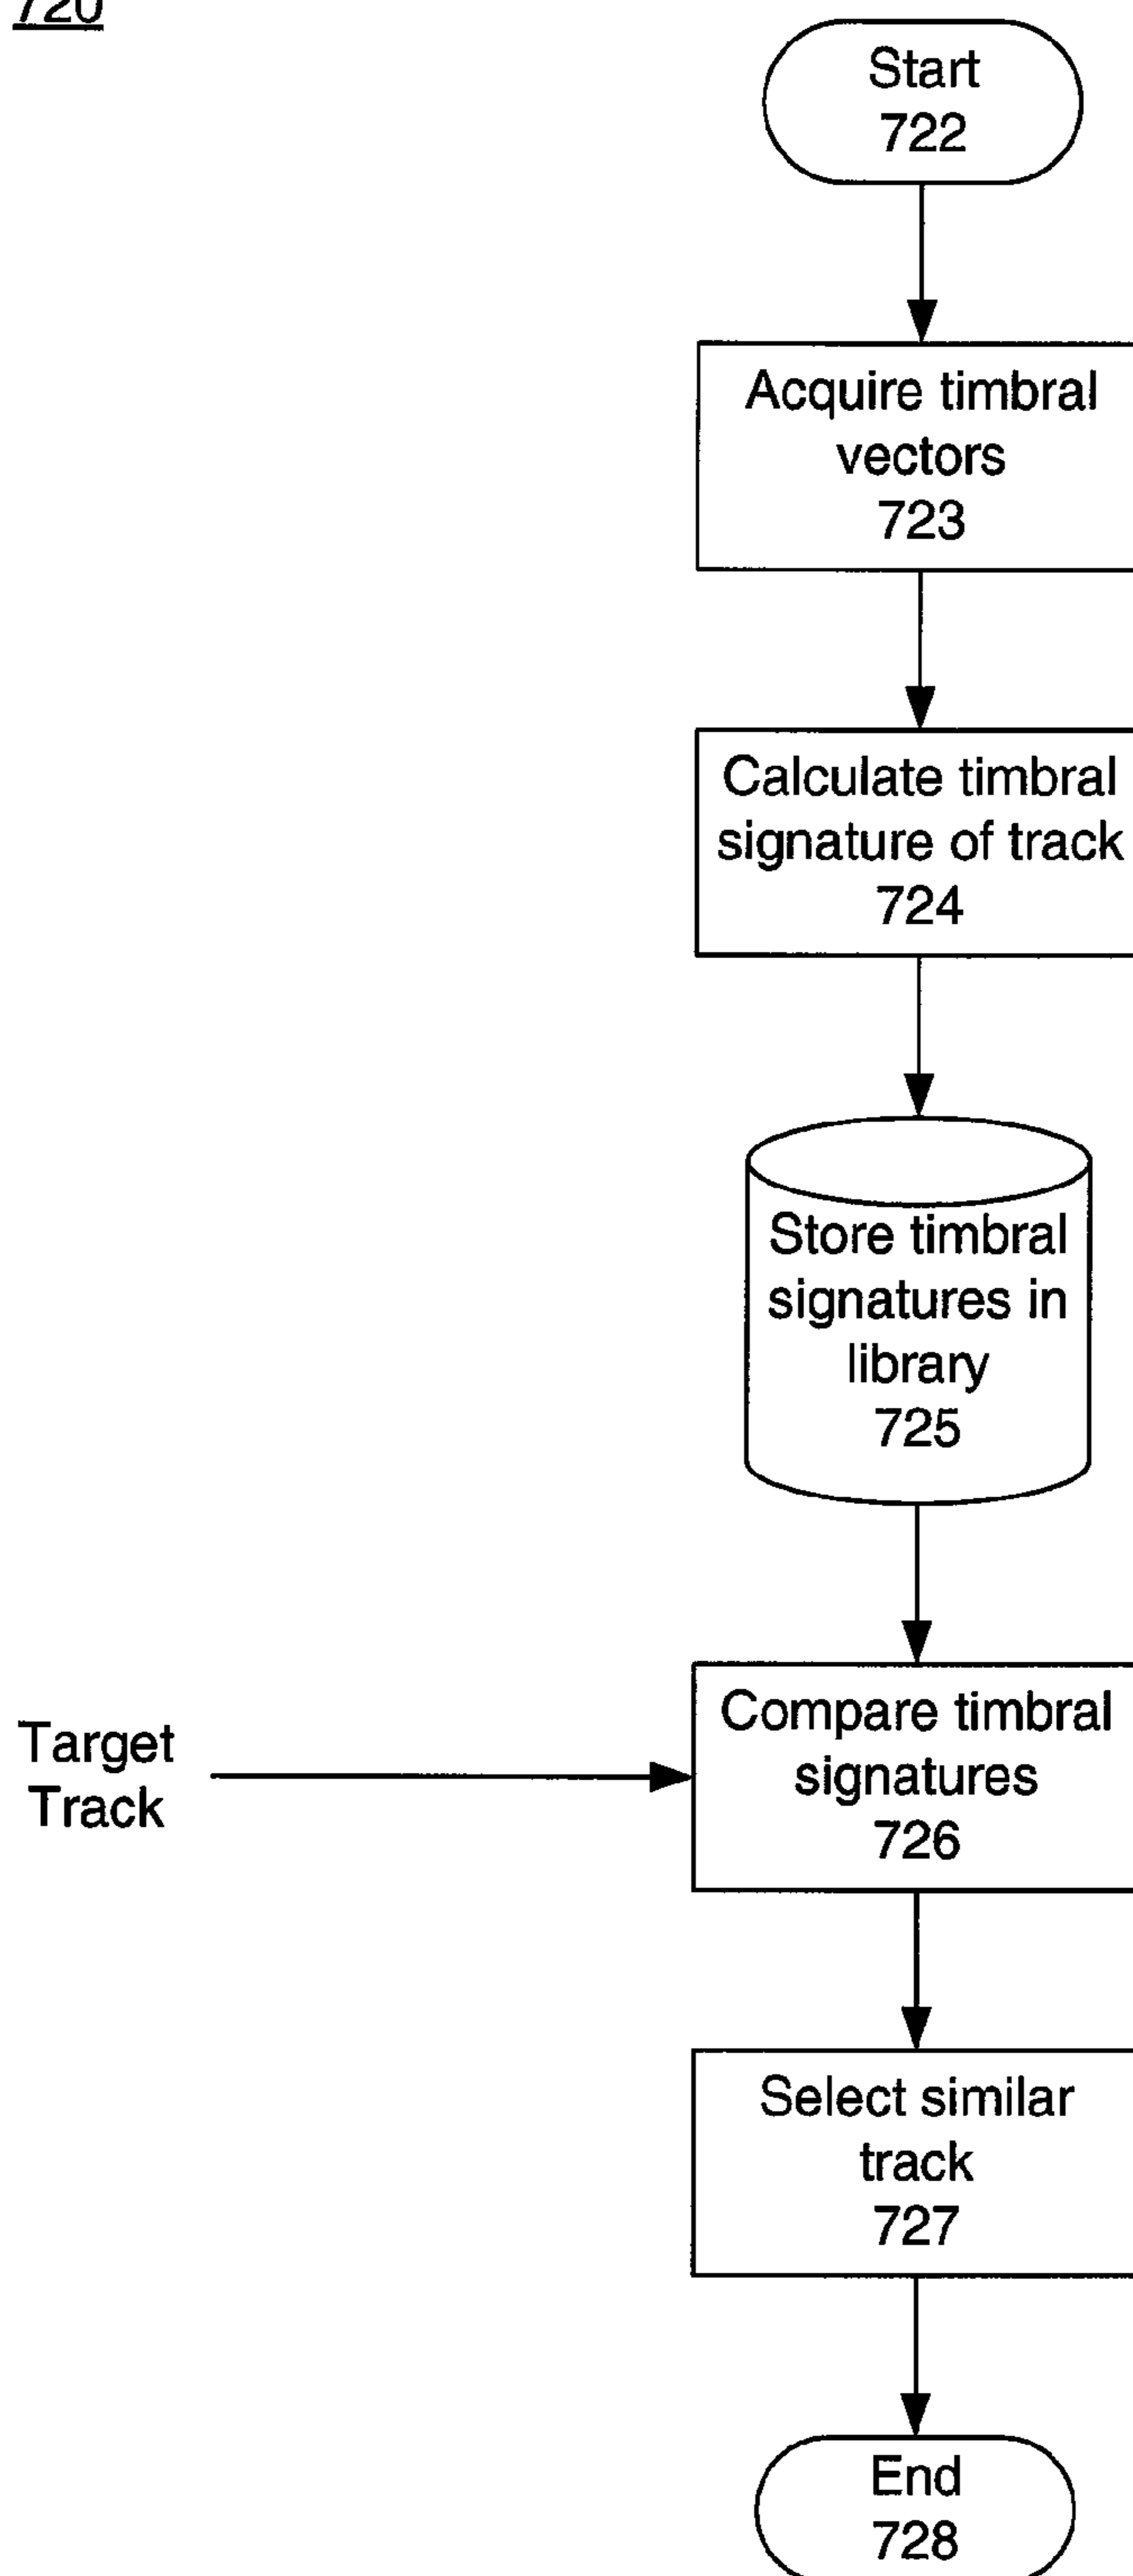 720
Start
722
Acquire timbral
vectors
723
Calculate timbral
signature of track
724
Store timbral
signatures in
library
725
Target
Track
Compare timbral
signatures
726
Select similar
track
727
End
728